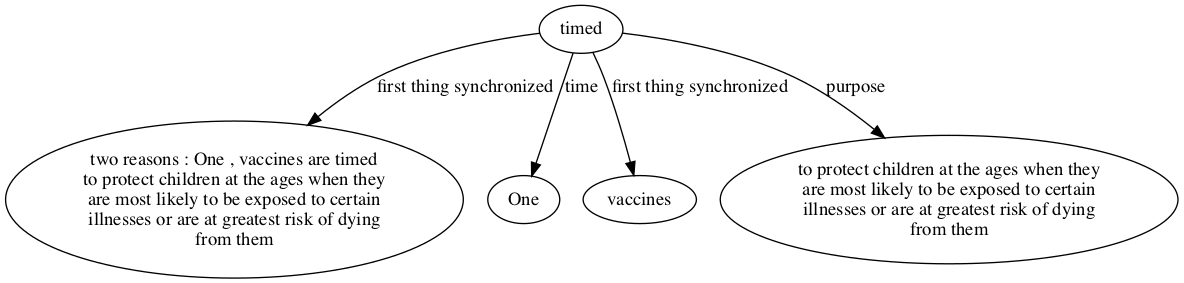 timed
first thing synchronized
time
first thing synchronized
purpose
two reasons : One , vaccines are timed
to protect children at the ages when they
are most likely to be exposed to certain
illnesses or are at greatest risk of dying
from them
One
vaccines
to protect children at the ages when they
are most likely to be exposed to certain
illnesses or are at greatest risk of dying
from them